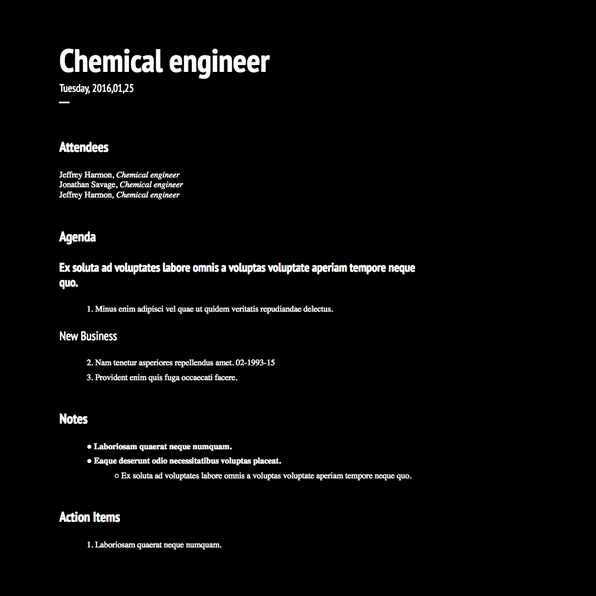 Chemical engineer
Tuesday, 2016,01,25
Attendees
Jeffrey Harmon, Chemical engineer
Jonathan Savage, Chemical engineer
Jeffrey Harmon, Chemical engineer
Agenda
Ex soluta ad voluptates labore omnis a voluptas voluptate aperiam tempore neque
quo.
1. Minus enim adipisci vel quae ut quidem veritatis repudiandae delectus.
New Business
2. Nam tenetur asperiores repellendus amet. 02-1993-15
3. Provident enim quis fuga occaecati facere.
Notes
● Laboriosam quaerat neque numquam.
● Eaque deserunt odio necessitatibus voluptas placeat.
○ Ex soluta ad voluptates labore omnis a voluptas voluptate aperiam tempore neque quo.
Action Items
1. Laboriosam quaerat neque numquam.